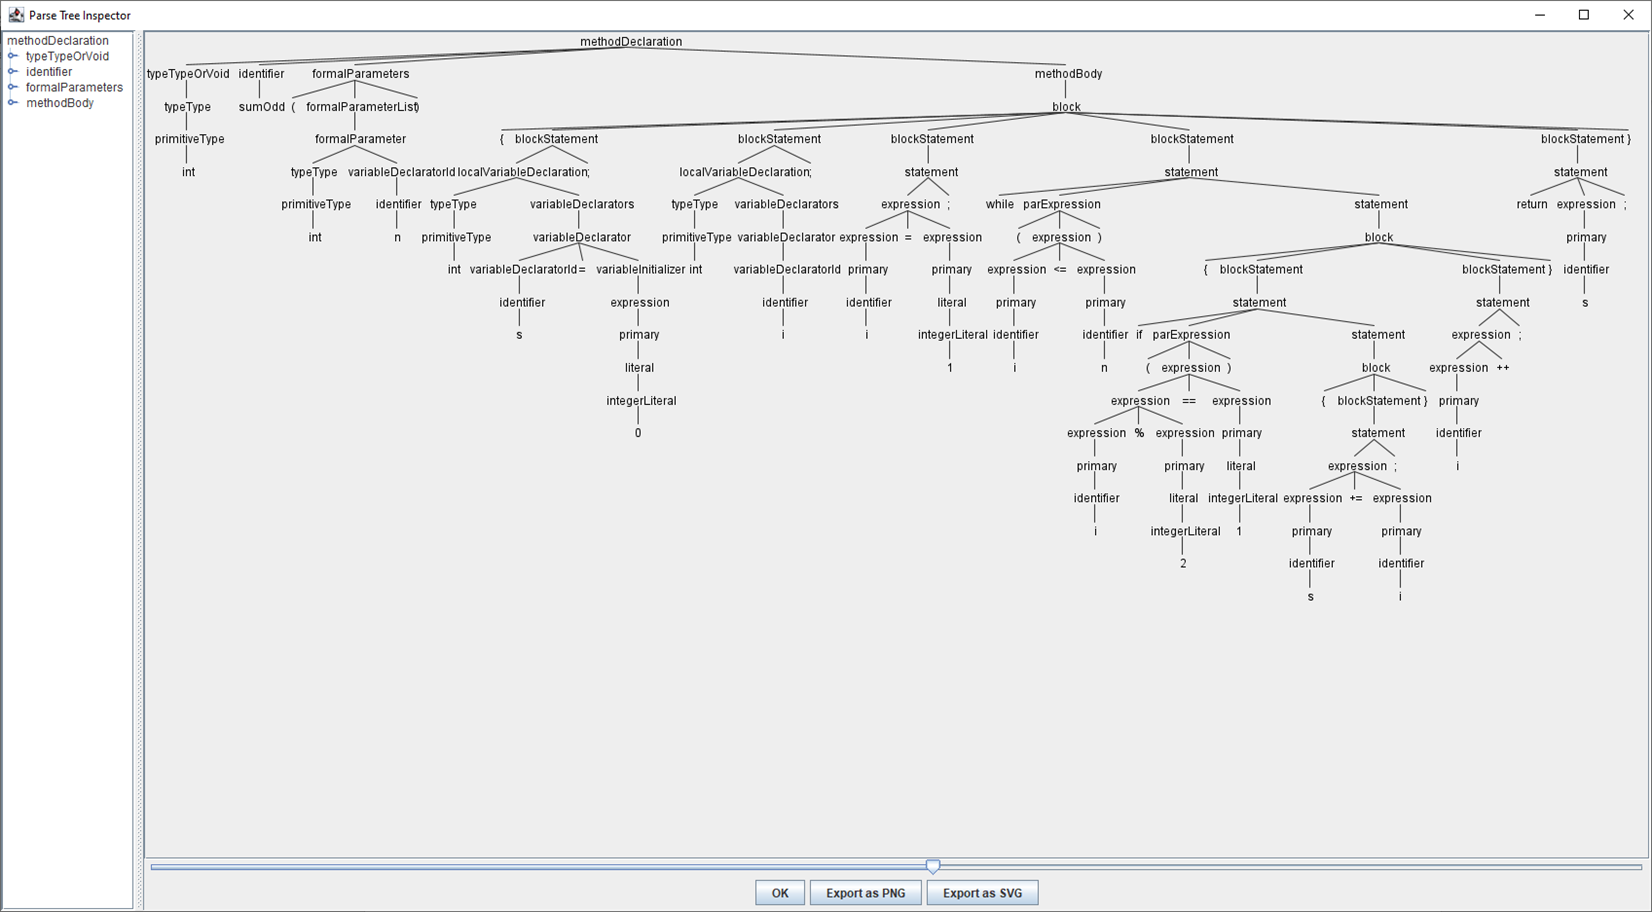 Parse Tree Inspector
methodDeclaration
typeTypeOrVoid
identifier
formalParameters
methodBody
methodDeclaration
typeTypeOrVoid identifier formalParameters methodBody
typeType sumOdd ( formalParameterList) block
primitiveType formalParameter { blockStatement blockStatement blockStatement blockStatement blockStatement }
int typeType variableDeclaratorId localVariableDeclaration; localVariableDeclaration; statement statement statement
primitiveType identifier typeType variableDeclarators typeType variableDeclarators expression ; while parExpression statement return expression ;
int n primitiveType variableDeclarator primitiveType variableDeclarator expression = expression ( expression ) block primary
int variableDeclaratorId = variableInitializer int variableDeclaratorId primary primary expression <= expression { blockStatement blockStatement } identifier
identifier expression identifier identifier literal primary primary statement statement s
s primary i i integerLiteral identifier identifier if parExpression statement expression ;
literal 1 i n ( expression ) block expression ++
integerLiteral expression == expression { blockStatement } primary
0 expression % expression primary statement identifier
primary primary literal expression ; i
identifier literal integerLiteral expression += expression
i integerLiteral 1 primary primary
2 identifier identifier
s i
OK Export as PNG Export as SVG